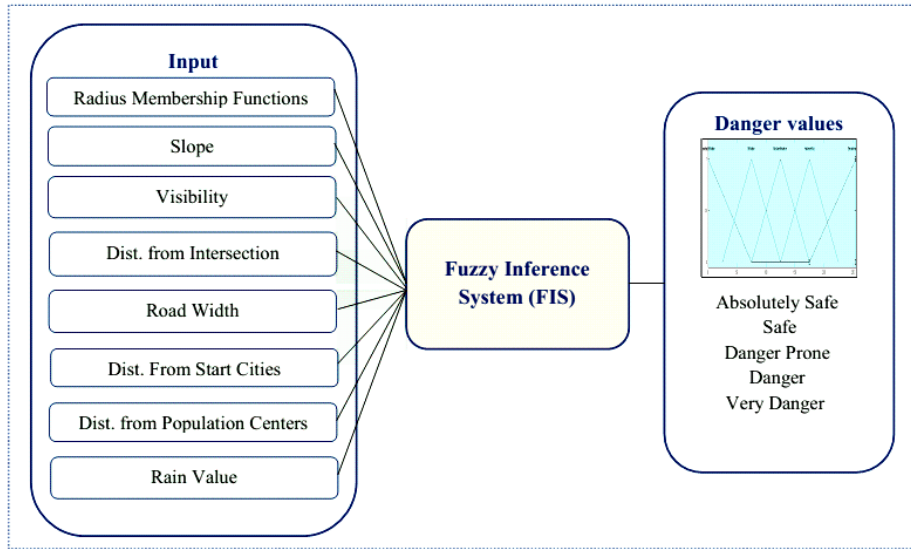 Input
Radius Membership Functions
Slope
Visibility
Dist. from Intersection
Road Width
Dist. From Start Cities
Dist. from Population Centers
Rain Value
Fuzzy Inference
System (FIS)
Danger values
Absolutely Safe
Safe
Danger Prone
Danger
Very Danger